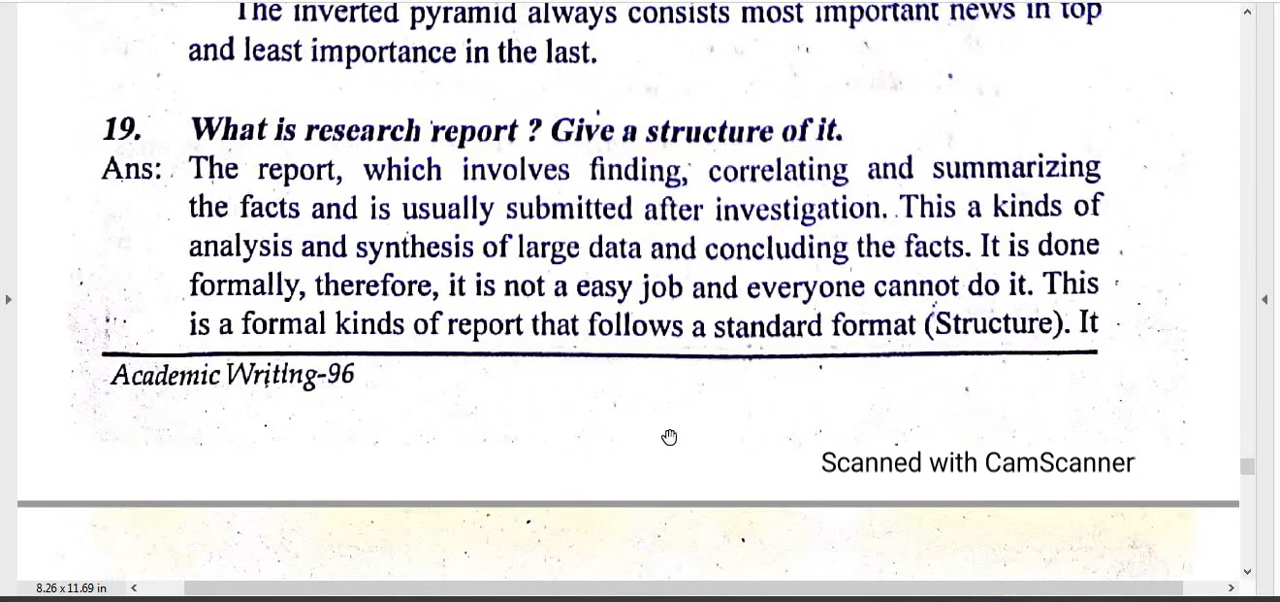 The inverted pyramid always consists most important news in top
and least importance in the last.
19. What is research report ? Give a structure of it.
Ans: The report, which involves finding, correlating and summarizing
the facts and is usually submitted after investigation. This a kinds of
analysis and synthesis of large data and concluding the facts. It is done
formally, therefore, it is not a easy job and everyone cannot do it. This
is a formal kinds of report that follows a standard format (Structure). It
Academic Writing-96
Scanned with CamScanner
8.26 x 11.69 in